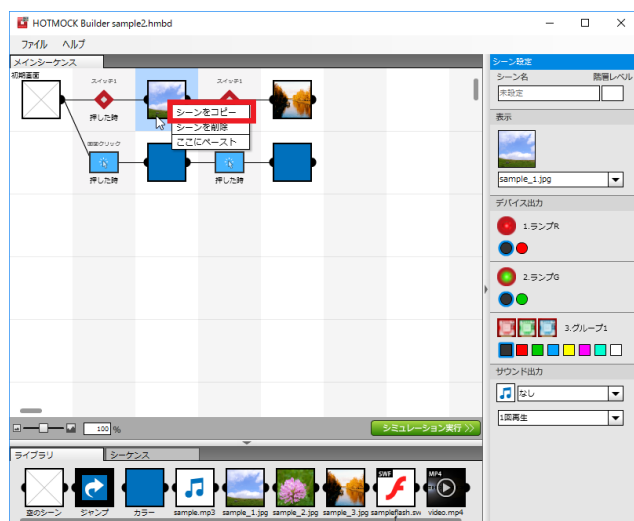 HOTMOCK Builder sample2.hmbd
ファイル ヘルプ
メインシーケンス
初期画面
スイッチ1
スイッチ1
押した時
シーンをコピー
シーンを削除
ここにペースト
画面クリック
押した時
押した時
100 %
シミュレーション実行
ライブラリ シーケンス
空のシーン
ジャンプ
カラー
sample.mp3
sample_1.jpg
sample_2.jpg
sample_3.jpg
SWF
sampleflash.sw
MP4
video.mp4
シーン設定
シーン名 階層レベル
未設定
表示
sample_1.jpg
デバイス出力
1.ランプR
2.ランプG
3.グループ1
サウンド出力
なし
1回再生